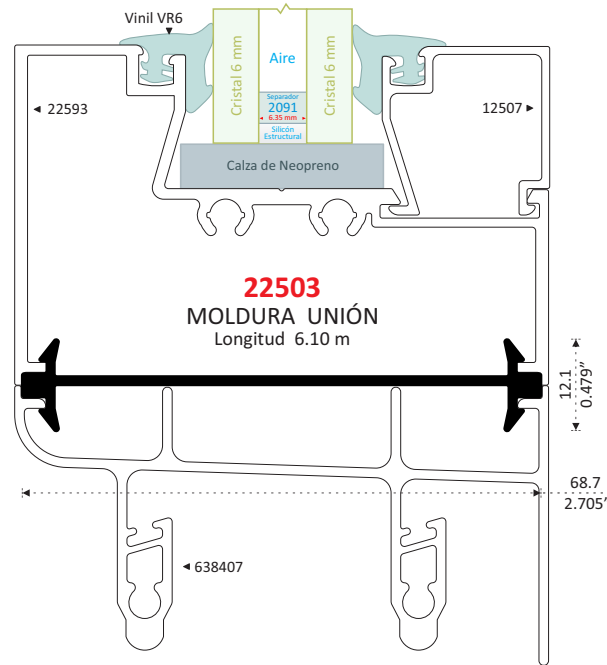 Vinil VR6
Cristal 6 mm
Aire
Cristal 6 mm
Separador
2091
6.35 mm
Silicón
Estructural
22593
12507
Calza de Neopreno
22503
MOLDURA UNIÓN
Longitud 6.10 m
12.1
0.479"
68.7
2.705'
638407